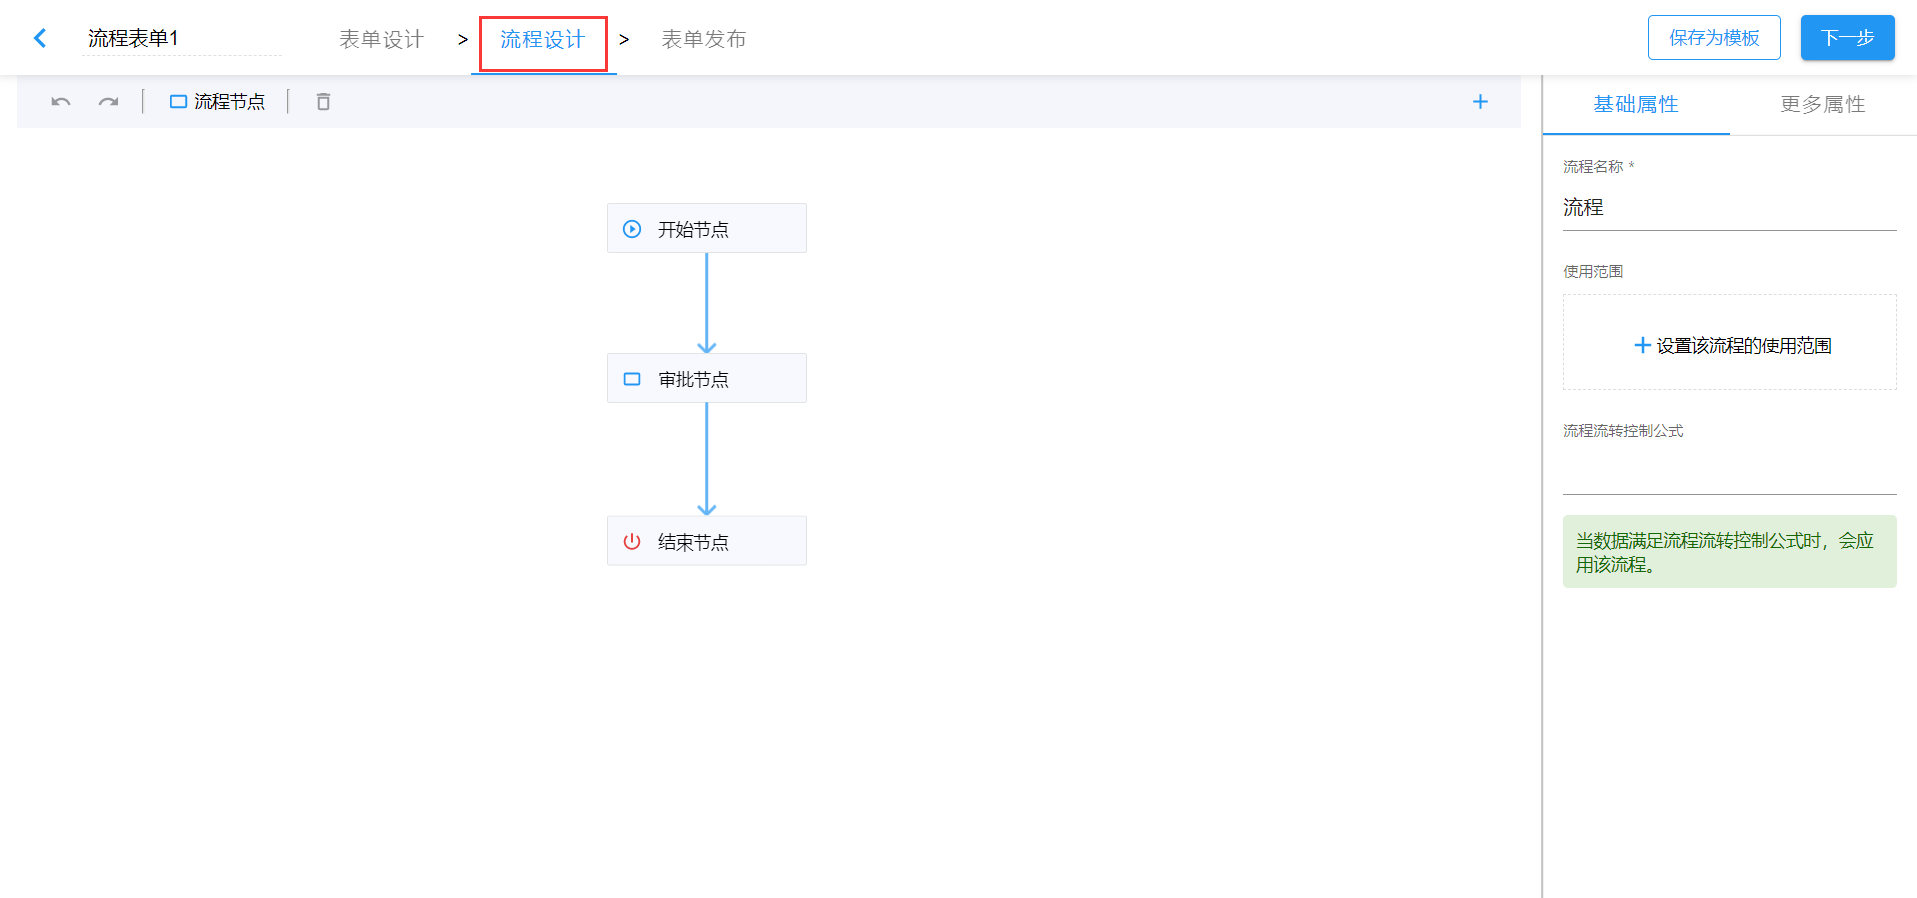 流程表单1
表单设计 > 流程设计 > 表单发布
保存为模板
下一步
流程节点
开始节点
审批节点
结束节点
基础属性
更多属性
流程名称 *
流程
使用范围
设置该流程的使用范围
流程流转控制公式
当数据满足流程流转控制公式时，会应
用该流程。